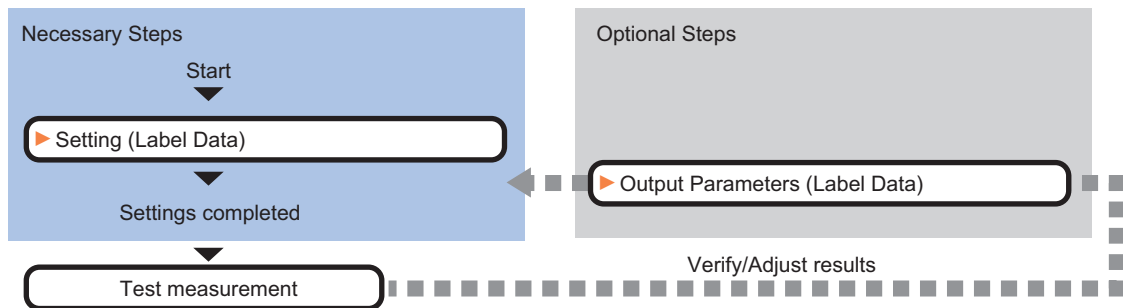 Necessary Steps
Start
Setting (Label Data)
Settings completed
Test measurement
Optional Steps
Output Parameters (Label Data)
Verify/Adjust results